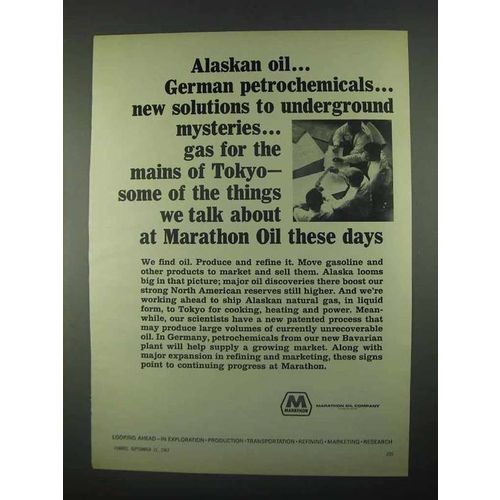 Alaskan oil...
German petrochemicals...
new solutions to underground
mysteries...
gas for the
mains of Tokyo—
some of the things
we talk about
at Marathon Oil these days
We find oil. Produce and refine it. Move gasoline and
other products to market and sell them. Alaska looms
big in that picture; major oil discoveries there boost our
strong North American reserves still higher. And we're
working ahead to ship Alaskan natural gas, in liquid
form, to Tokyo for cooking, heating and power. Mean-
while, our scientists have a new patented process that
may produce large volumes of currently unrecoverable
oil. In Germany, petrochemicals from our new Bavarian
plant will help supply a growing market. Along with
major expansion in refining and marketing, these signs
point to continuing progress at Marathon.
M
MARATHON
MARATHON OIL COMPANY
LOOKING AHEAD—IN EXPLORATION•PRODUCTION•TRANSPORTATION•REFINING•MARKETING•RESEARCH
FORBES, SEPTEMBER 15, 1967